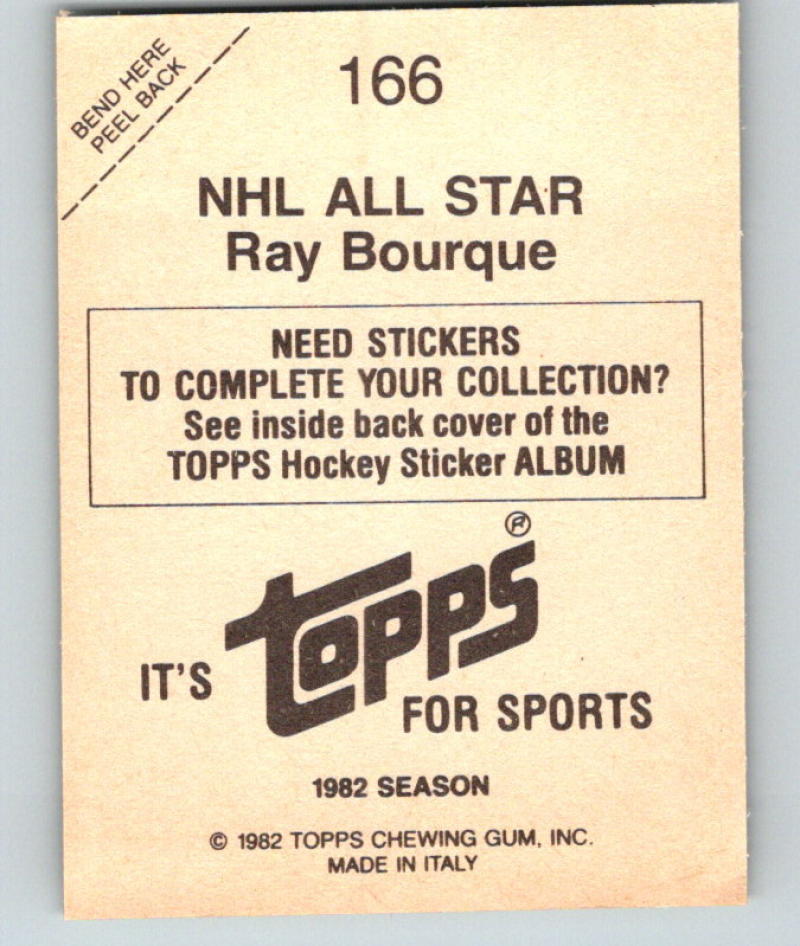 BEND HERE
PEEL BACK
166
NHL ALL STAR
Ray Bourque
NEED STICKERS
TO COMPLETE YOUR COLLECTION?
See inside back cover of the
TOPPS Hockey Sticker ALBUM
IT'S topps ® FOR SPORTS
1982 SEASON
© 1982 TOPPS CHEWING GUM, INC.
MADE IN ITALY